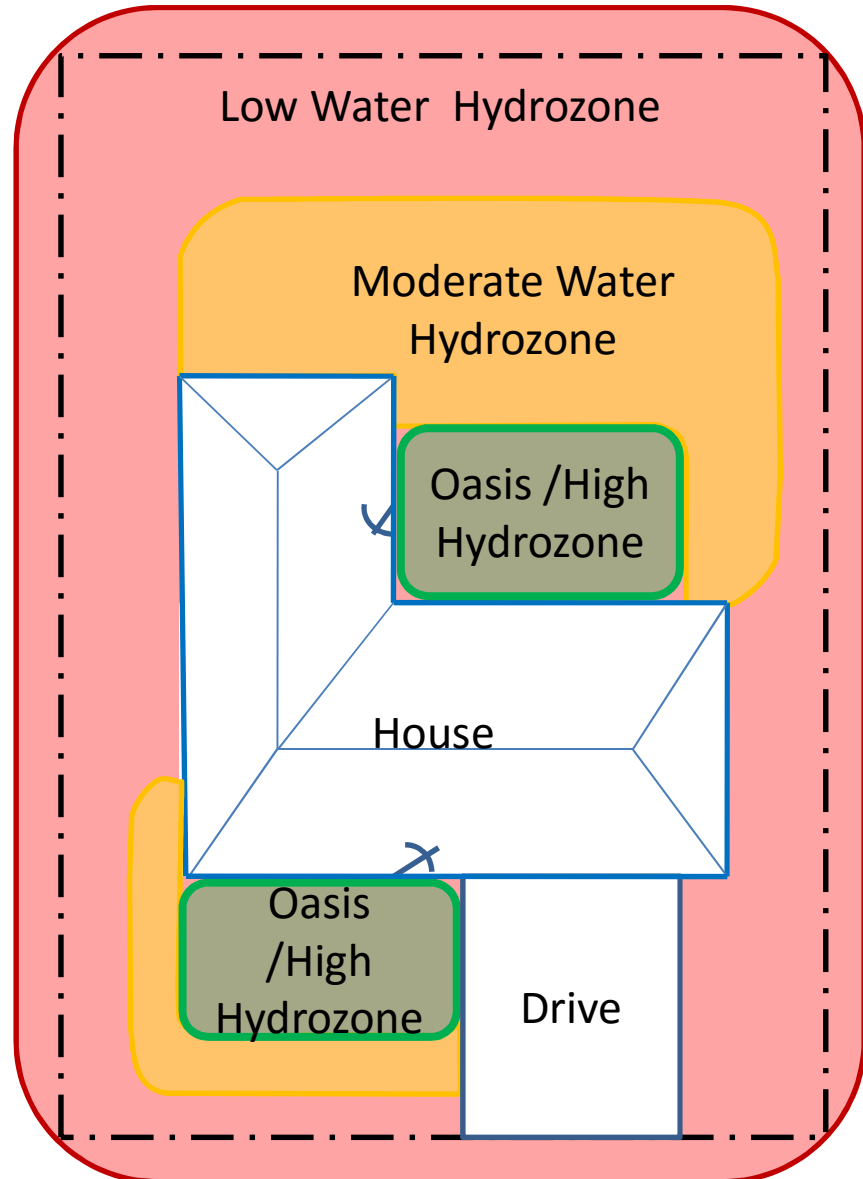 Low Water  Hydrozone
Moderate Water
Hydrozone
Oasis /High
Hydrozone
House
Oasis
/High
Hydrozone
Drive